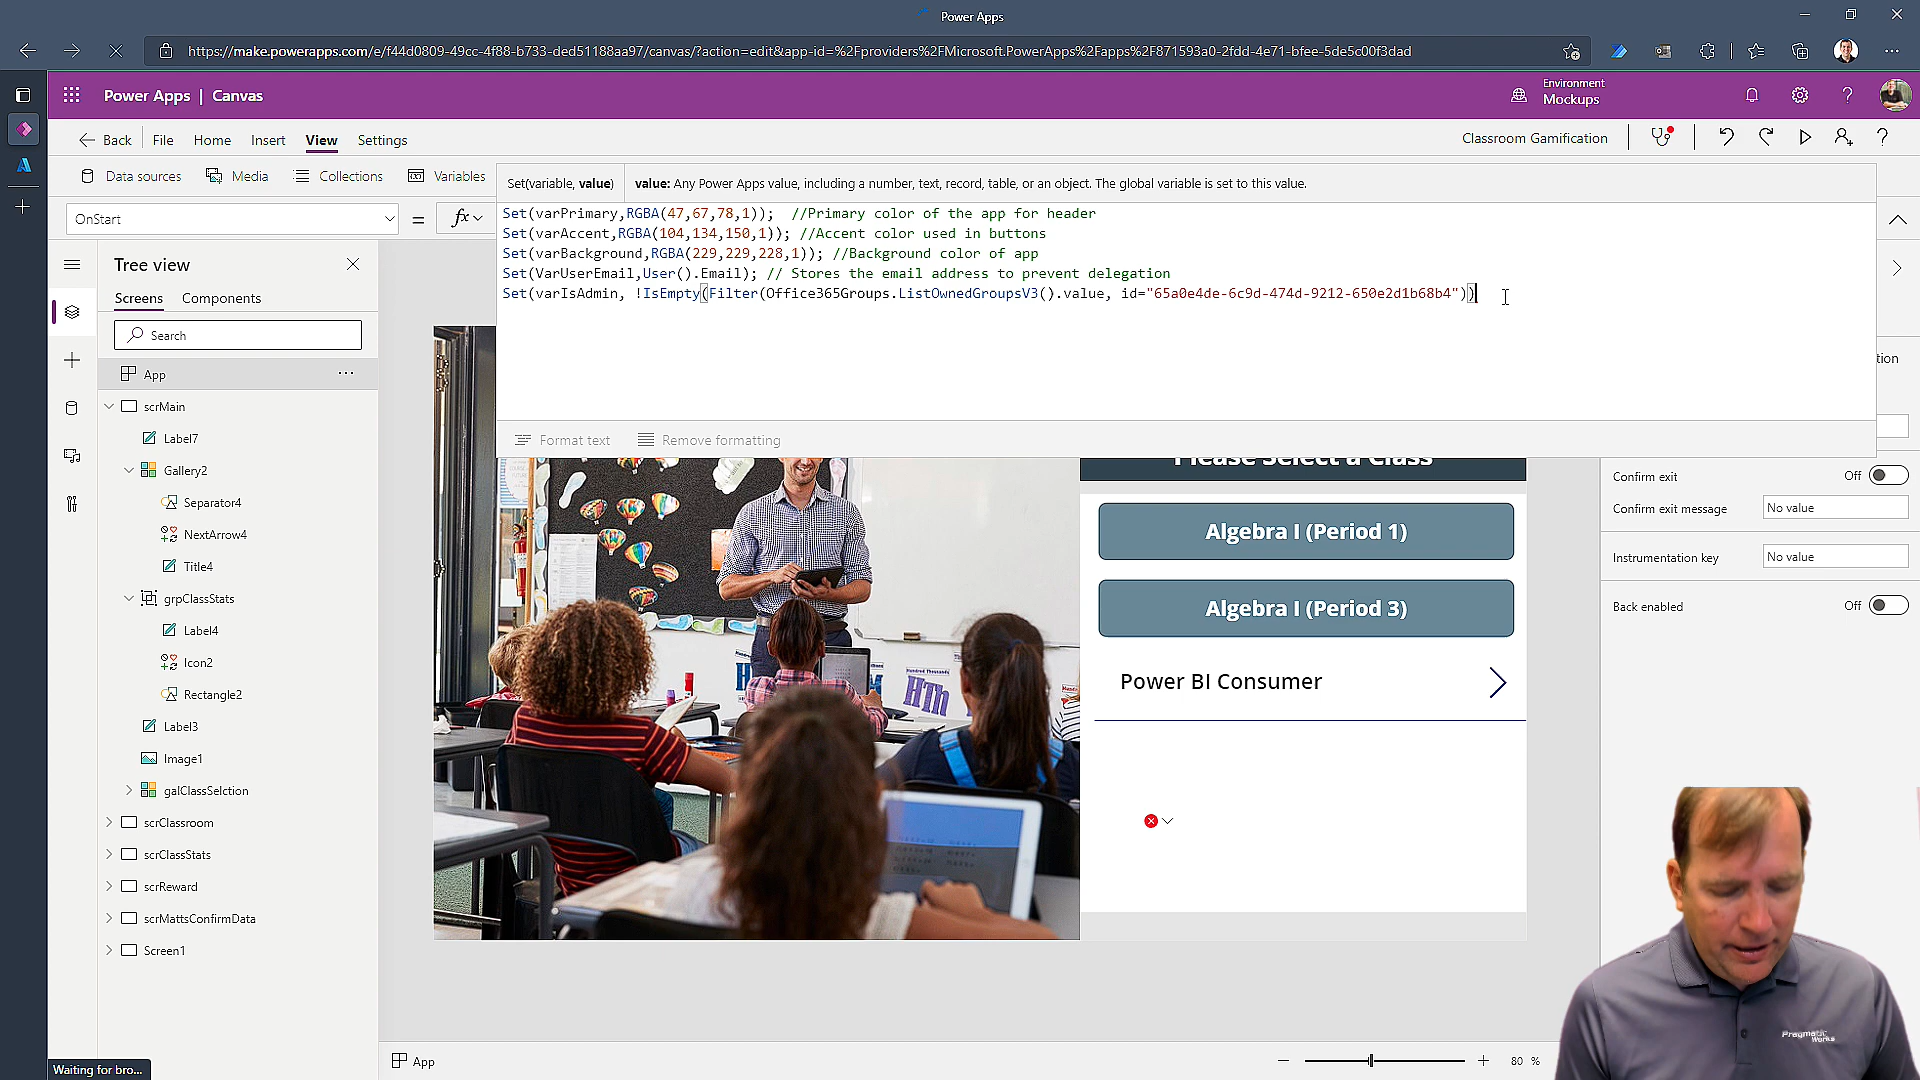 Power Apps
https://make.powerapps.com/e/f44d0809-49cc-4f88-b733-ded51188aa97/canvas/?action=edit&app-id=%2Fproviders%2FMicrosoft.PowerApps%2Fapps%2F871593a0-2fdd-4e71-bfee-5de5c00f3dad
Power Apps | Canvas
Environment
Mockups
Back File Home Insert View Settings
Classroom Gamification
Data sources Media Collections Variables
Set(variable, value) value: Any Power Apps value, including a number, text, record, table, or an object. The global variable is set to this value.
OnStart = fx
Set(varPrimary,RGBA(47,67,78,1)); //Primary color of the app for header
Set(varAccent,RGBA(104,134,150,1)); //Accent color used in buttons
Set(varBackground,RGBA(229,229,228,1)); //Background color of app
Set(VarUserEmail,User().Email); // Stores the email address to prevent delegation
Set(varIsAdmin, !IsEmpty(Filter(Office365Groups.ListOwnedGroupsV3().value, id="65a0e4de-6c9d-474d-9212-650e2d1b68b4"))
Format text Remove formatting
Tree view
Screens Components
Search
App
scrMain
Label7
Gallery2
Separator4
NextArrow4
Title4
grpClassStats
Label4
Icon2
Rectangle2
Label3
Image1
galClassSelction
scrClassroom
scrClassStats
scrReward
scrMattsConfirmData
Screen1
Please Select a Class
Algebra I (Period 1)
Algebra I (Period 3)
Power BI Consumer
HTh
tion
Confirm exit Off
Confirm exit message No value
Instrumentation key No value
Back enabled Off
Pragmatic
Works
App
80 %
Waiting for bro...